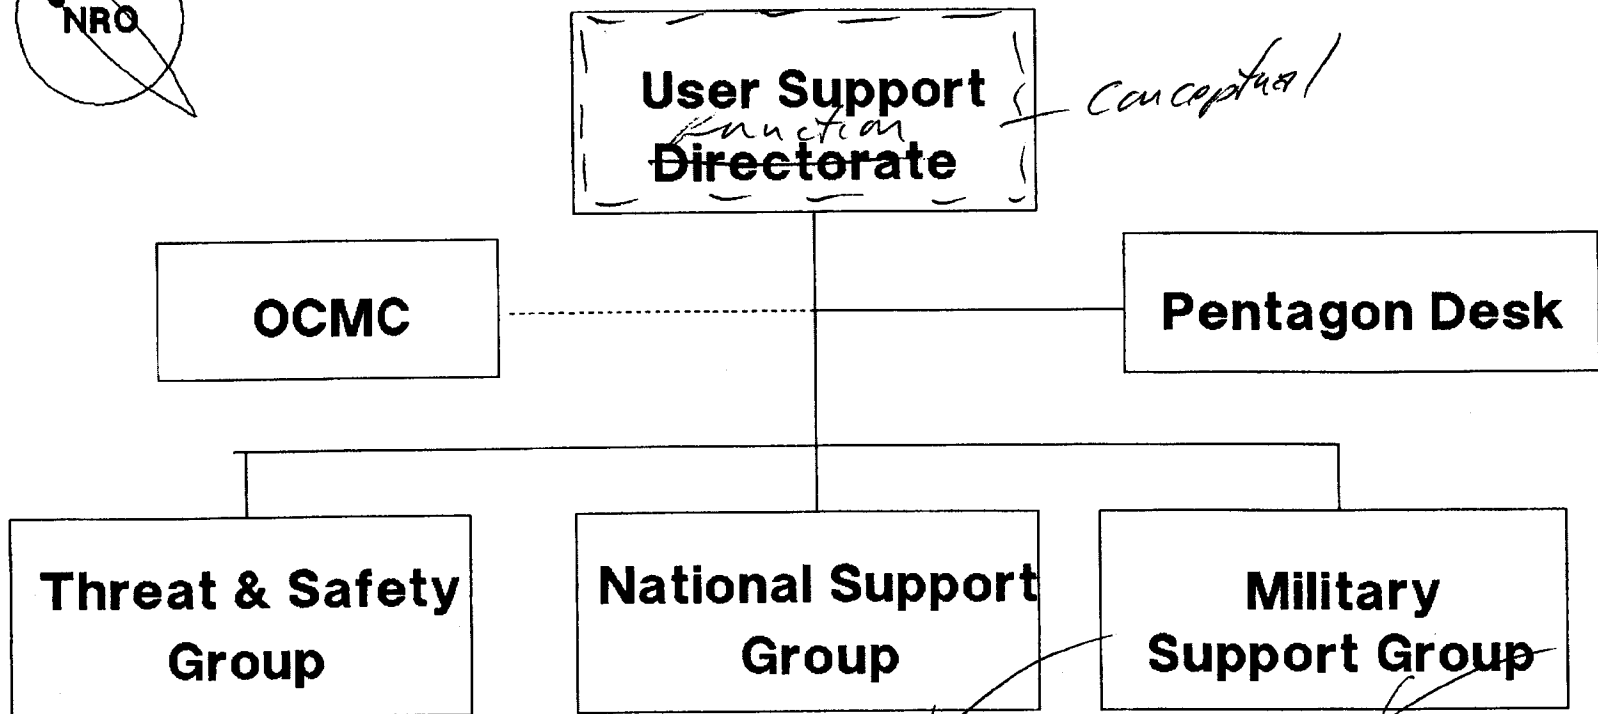 NRO
User Support
Function
Directorate
Conceptual
OCMC
Pentagon Desk
Threat & Safety
Group
National Support
Group
Military
Support Group